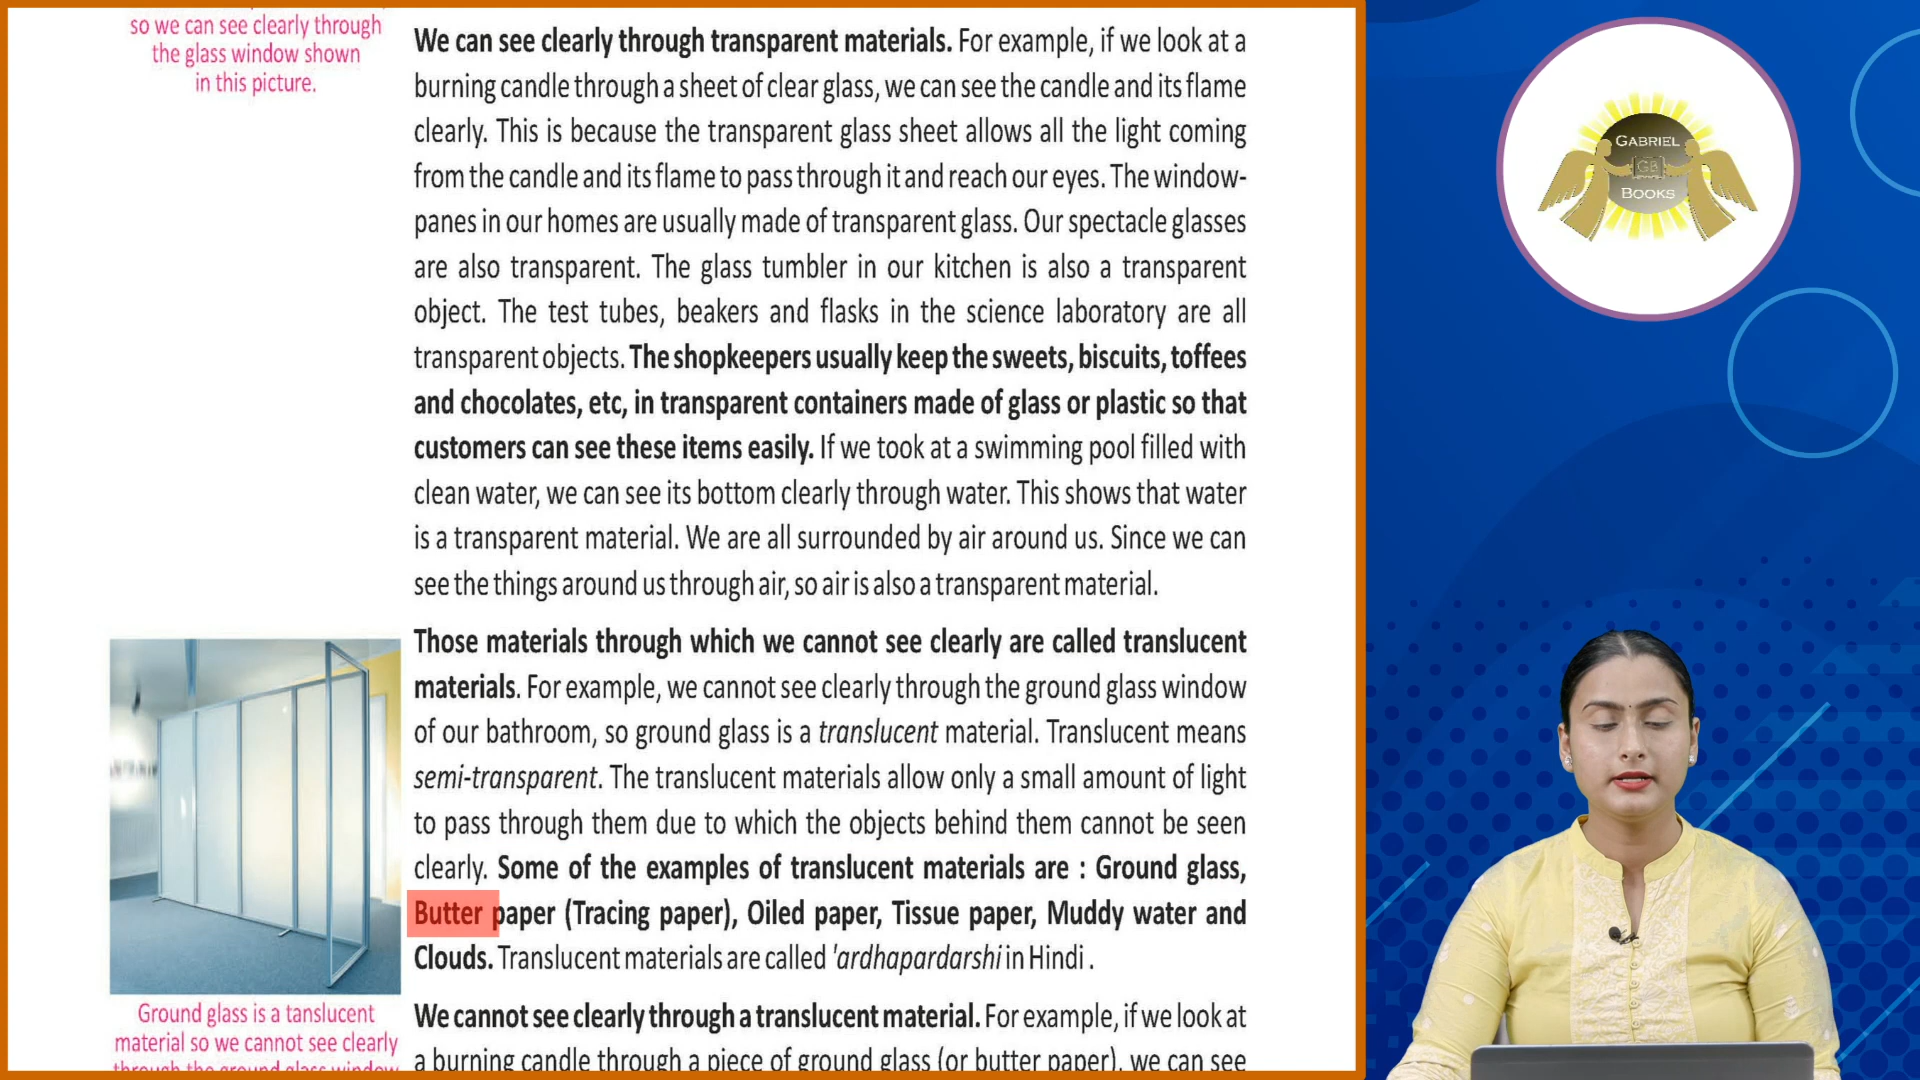 so we can see clearly through
the glass window shown
in this picture.
We can see clearly through transparent materials. For example, if we look at a
burning candle through a sheet of clear glass, we can see the candle and its flame
clearly. This is because the transparent glass sheet allows all the light coming
from the candle and its flame to pass through it and reach our eyes. The window-
panes in our homes are usually made of transparent glass. Our spectacle glasses
are also transparent. The glass tumbler in our kitchen is also a transparent
object. The test tubes, beakers and flasks in the science laboratory are all
transparent objects. The shopkeepers usually keep the sweets, biscuits, toffees
and chocolates, etc, in transparent containers made of glass or plastic so that
customers can see these items easily. If we took at a swimming pool filled with
clean water, we can see its bottom clearly through water. This shows that water
is a transparent material. We are all surrounded by air around us. Since we can
see the things around us through air, so air is also a transparent material.
Those materials through which we cannot see clearly are called translucent
materials. For example, we cannot see clearly through the ground glass window
of our bathroom, so ground glass is a translucent material. Translucent means
semi-transparent. The translucent materials allow only a small amount of light
to pass through them due to which the objects behind them cannot be seen
clearly. Some of the examples of translucent materials are : Ground glass,
Butter paper (Tracing paper), Oiled paper, Tissue paper, Muddy water and
Clouds. Translucent materials are called 'ardhapardarshi in Hindi .
Ground glass is a tanslucent
material so we cannot see clearly
through the ground glass window
We cannot see clearly through a translucent material. For example, if we look at
a burning candle through a piece of ground glass (or butter paper), we can see
GABRIEL
GB
BOOKS